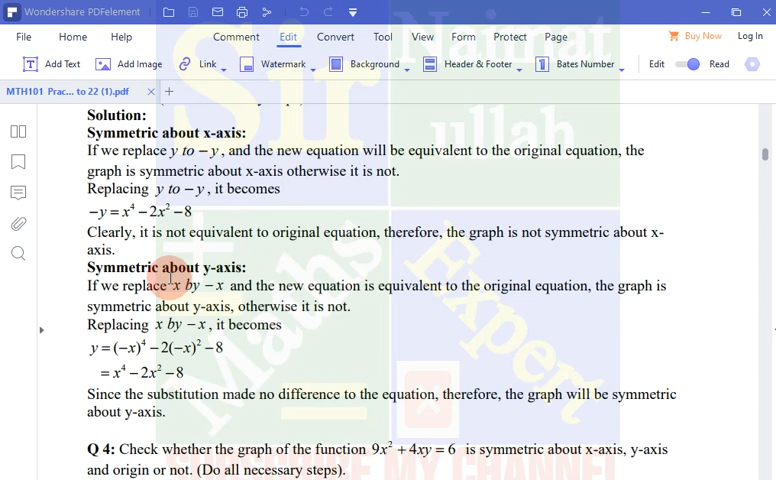 Wondershare PDFelement
File Home Help Comment Edit Convert Tool View Form Protect Page Buy Now Log In
Add Text Add Image Link Watermark Background Header & Footer Bates Number Edit Read
MTH101 Prac... to 22 (1).pdf
Solution:
Symmetric about x-axis:
If we replace y to − y, and the new equation will be equivalent to the original equation, the
graph is symmetric about x-axis otherwise it is not.
Replacing y to − y, it becomes
−y = x⁴ − 2x² − 8
Clearly, it is not equivalent to original equation, therefore, the graph is not symmetric about x-
axis.
Symmetric about y-axis:
If we replace x by − x and the new equation is equivalent to the original equation, the graph is
symmetric about y-axis, otherwise it is not.
Replacing x by − x, it becomes
y = (−x)⁴ − 2(−x)² − 8
= x⁴ − 2x² − 8
Since the substitution made no difference to the equation, therefore, the graph will be symmetric
about y-axis.
Q 4: Check whether the graph of the function 9x² + 4xy = 6 is symmetric about x-axis, y-axis
and origin or not. (Do all necessary steps).
Sir Naimat ullah
Maths Expert
SUBSCRIBE MY CHANNEL